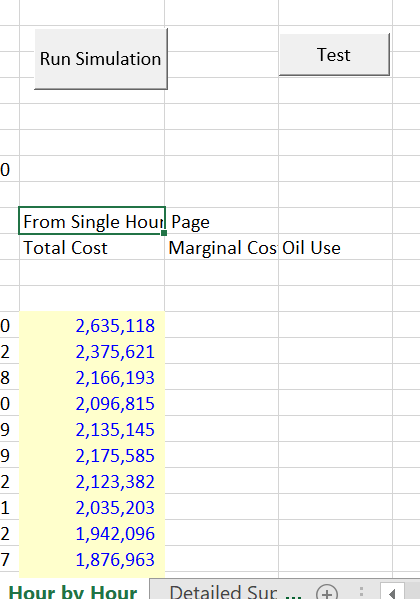 Run Simulation Test
0
From Single Hour Page
Total Cost Marginal Cos Oil Use
0 2,635,118
2 2,375,621
8 2,166,193
0 2,096,815
9 2,135,145
9 2,175,585
2 2,123,382
1 2,035,203
2 1,942,096
7 1,876,963
Hour by Hour Detailed Sup ...